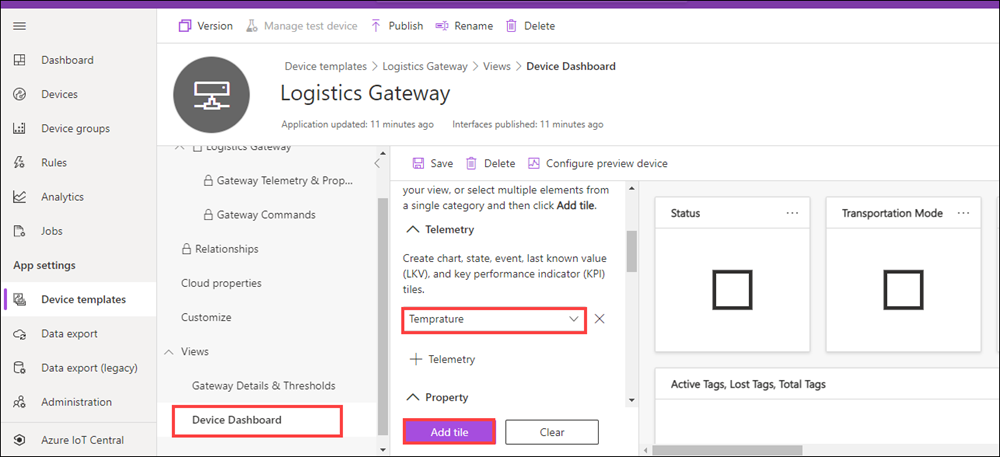 Version
Manage test device
Publish
Rename
Delete
Dashboard
Devices
Device groups
Rules
Analytics
Jobs
App settings
Device templates
Data export
Data export (legacy)
Administration
Azure IoT Central
Device templates > Logistics Gateway > Views > Device Dashboard
Logistics Gateway
Application updated: 11 minutes ago Interfaces published: 11 minutes ago
Logistics Gateway
Gateway Telemetry & Prop...
Gateway Commands
Relationships
Cloud properties
Customize
Views
Gateway Details & Thresholds
Device Dashboard
Save
Delete
Configure preview device
your view, or select multiple elements from
a single category and then click Add tile.
Telemetry
Create chart, state, event, last known value
(LKV), and key performance indicator (KPI)
tiles.
Temprature
Telemetry
Property
Add tile
Clear
Status ...
Transportation Mode ...
Active Tags, Lost Tags, Total Tags